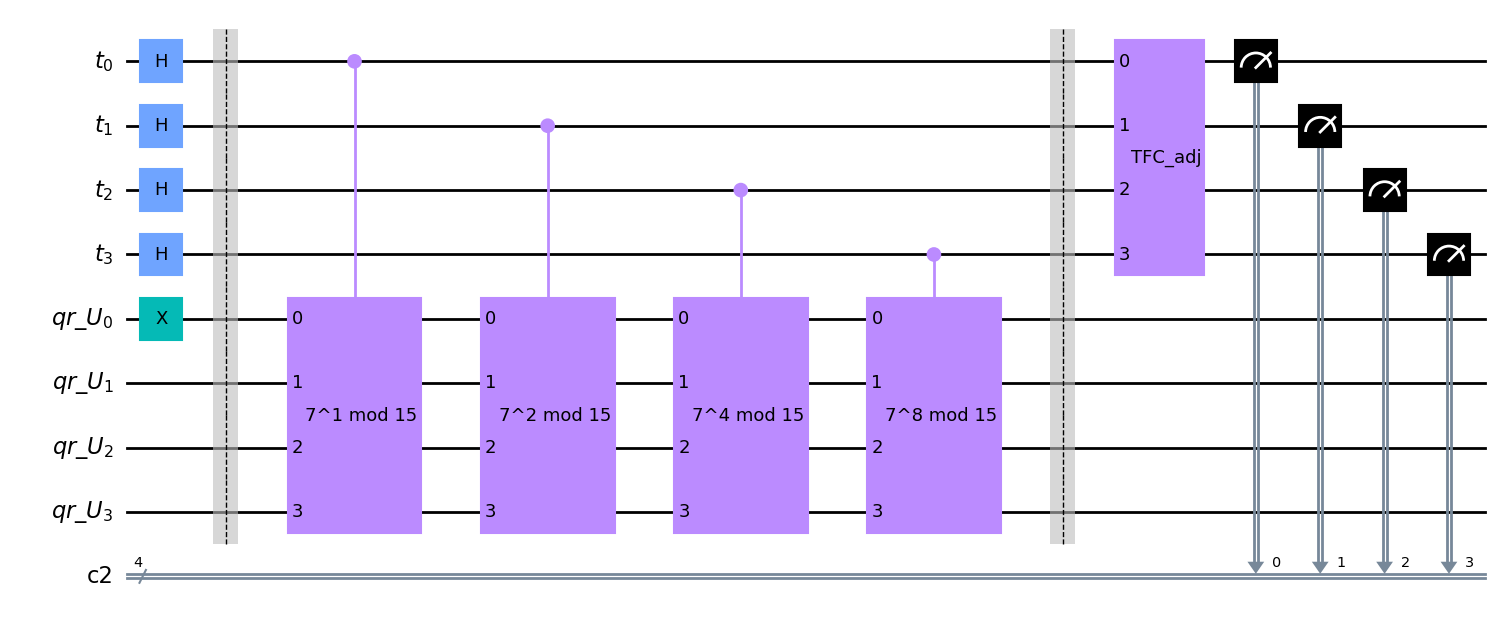 t0 H 0
t1 H 1
TFC_adj
t2 H 2
t3 H 3
qr_U0 X 0 0 0 0
qr_U1 1 1 1 1
7^1 mod 15 7^2 mod 15 7^4 mod 15 7^8 mod 15
qr_U2 2 2 2 2
qr_U3 3 3 3 3
4 0 1 2 3
c2